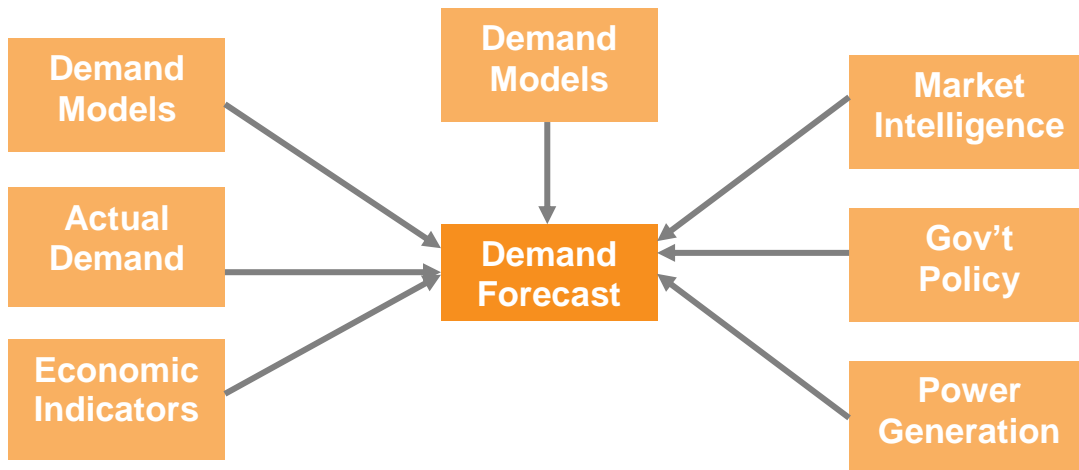 Demand
Models
Demand
Models
Market
Intelligence
Actual
Demand
Demand
Forecast
Gov't
Policy
Economic
Indicators
Power
Generation